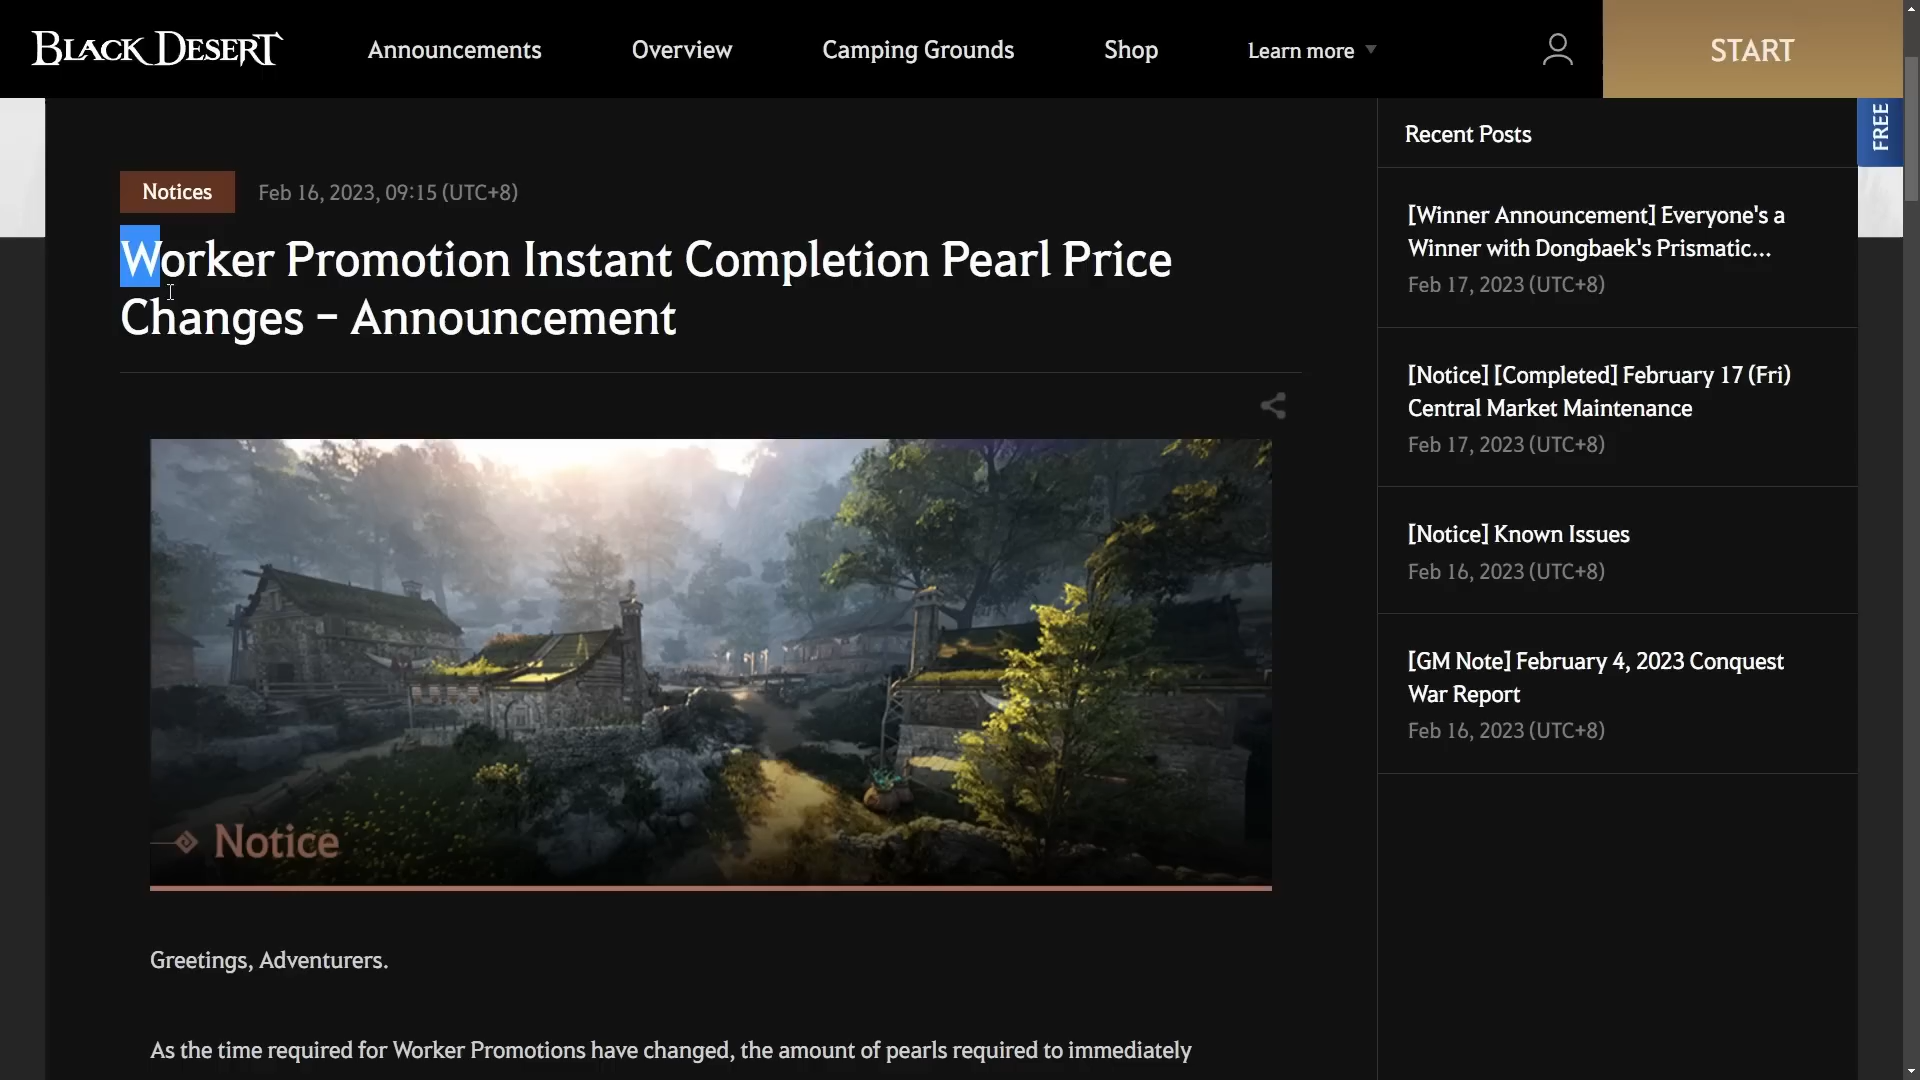 BLACK DESERT
Announcements
Overview
Camping Grounds
Shop
Learn more
START
FREE
Notices
Feb 16, 2023, 09:15 (UTC+8)
Worker Promotion Instant Completion Pearl Price
Changes – Announcement
Notice
Greetings, Adventurers.
As the time required for Worker Promotions have changed, the amount of pearls required to immediately
Recent Posts
[Winner Announcement] Everyone's a
Winner with Dongbaek's Prismatic...
Feb 17, 2023 (UTC+8)
[Notice] [Completed] February 17 (Fri)
Central Market Maintenance
Feb 17, 2023 (UTC+8)
[Notice] Known Issues
Feb 16, 2023 (UTC+8)
[GM Note] February 4, 2023 Conquest
War Report
Feb 16, 2023 (UTC+8)